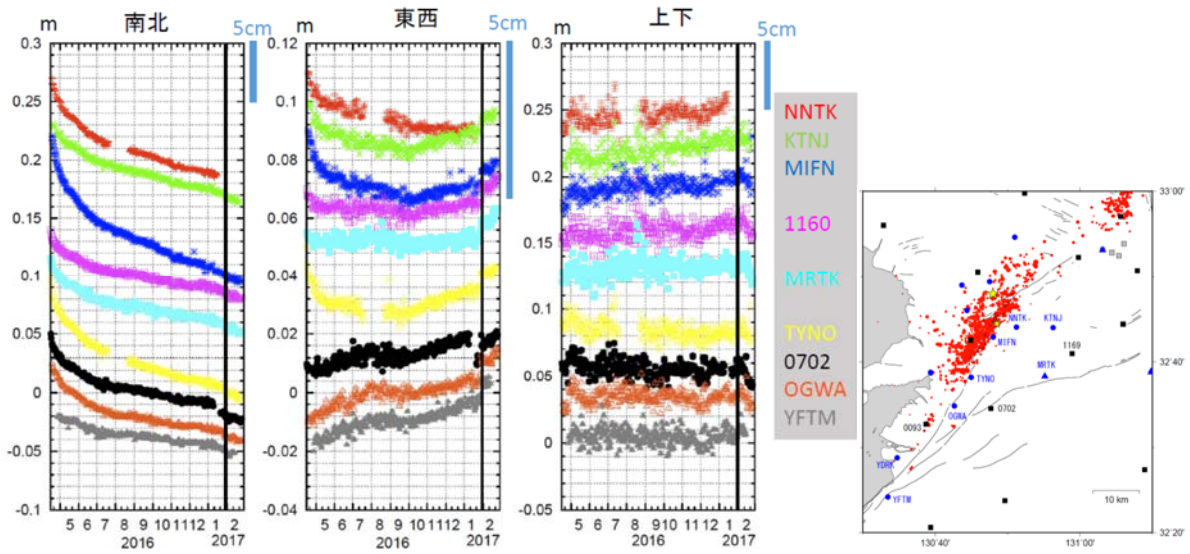 南北
東西
上下
m
5cm
m
5cm
m
5cm
0.3
0.25
0.2
0.15
0.1
0.05
0
-0.05
-0.1
5 6 7 8 9 10 11 12 1 2
2016 2017
0.12
0.1
0.08
0.06
0.04
0.02
0
-0.02
-0.04
5 6 7 8 9 10 11 12 1 2
2016 2017
0.3
0.25
0.2
0.15
0.1
0.05
0
-0.05
5 6 7 8 9 10 11 12 1 2
2016 2017
NNTK
KTNJ
MIFN
1160
MRTK
TYNO
0702
OGWA
YFTM
33°00'
NNTK KTNJ
MIFN
1169
32°40'
MRTK
TYNO
OGWA
0702
0093
YDRK
YFTM
10 km
32°20'
130°40' 131°00'